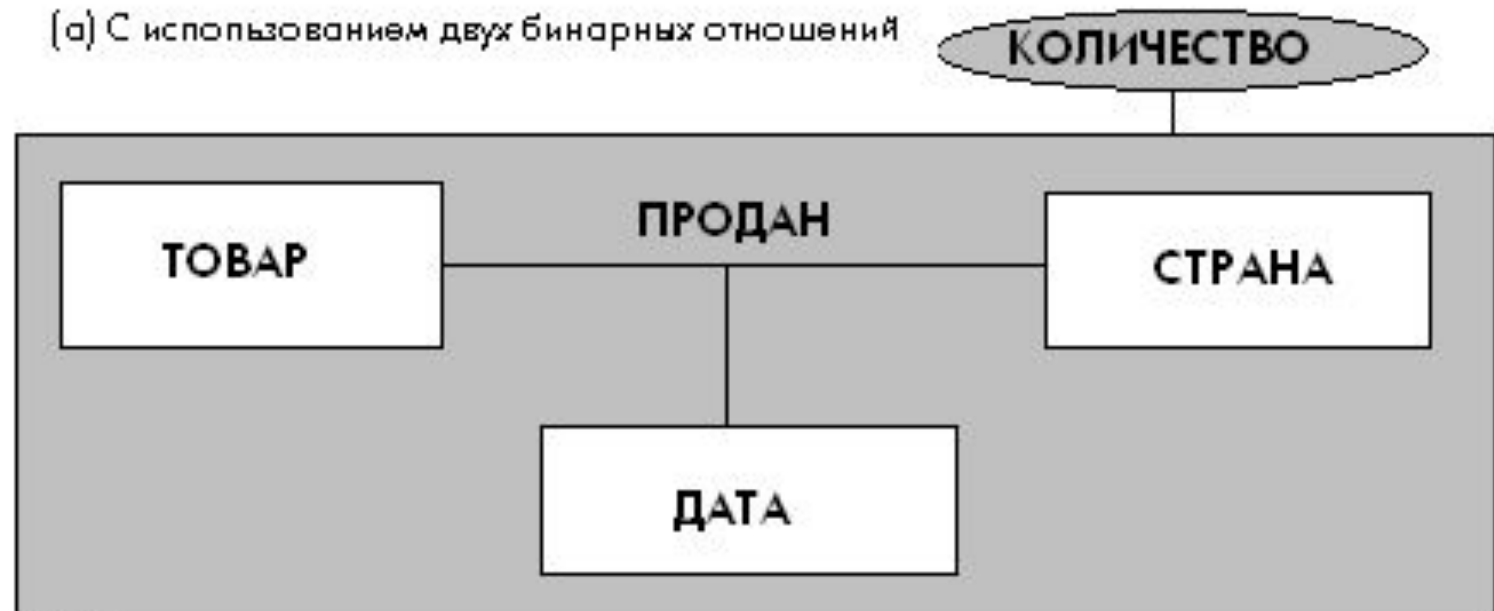 (а) С использованием двух бинарных отношений
КОЛИЧЕСТВО
ПРОДАН
ТОВАР
СТРАНА
ДАТА